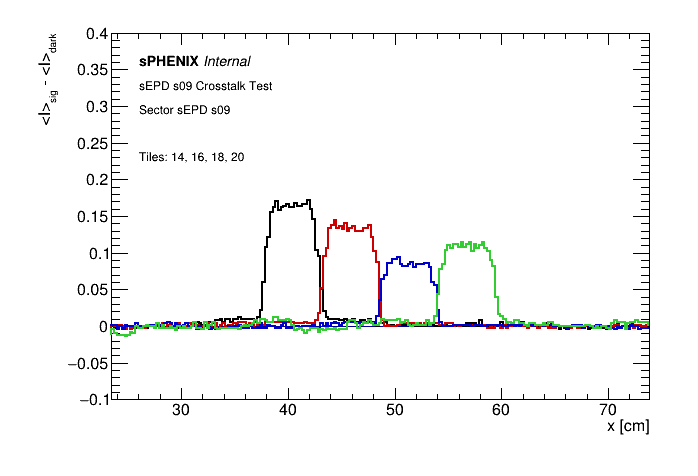 <I>sig - <I>dark
0.4
0.35
0.3
0.25
0.2
0.15
0.1
0.05
0
−0.05
−0.1
sPHENIX Internal
sEPD s09 Crosstalk Test
Sector sEPD s09
Tiles: 14, 16, 18, 20
30 40 50 60 70
x [cm]